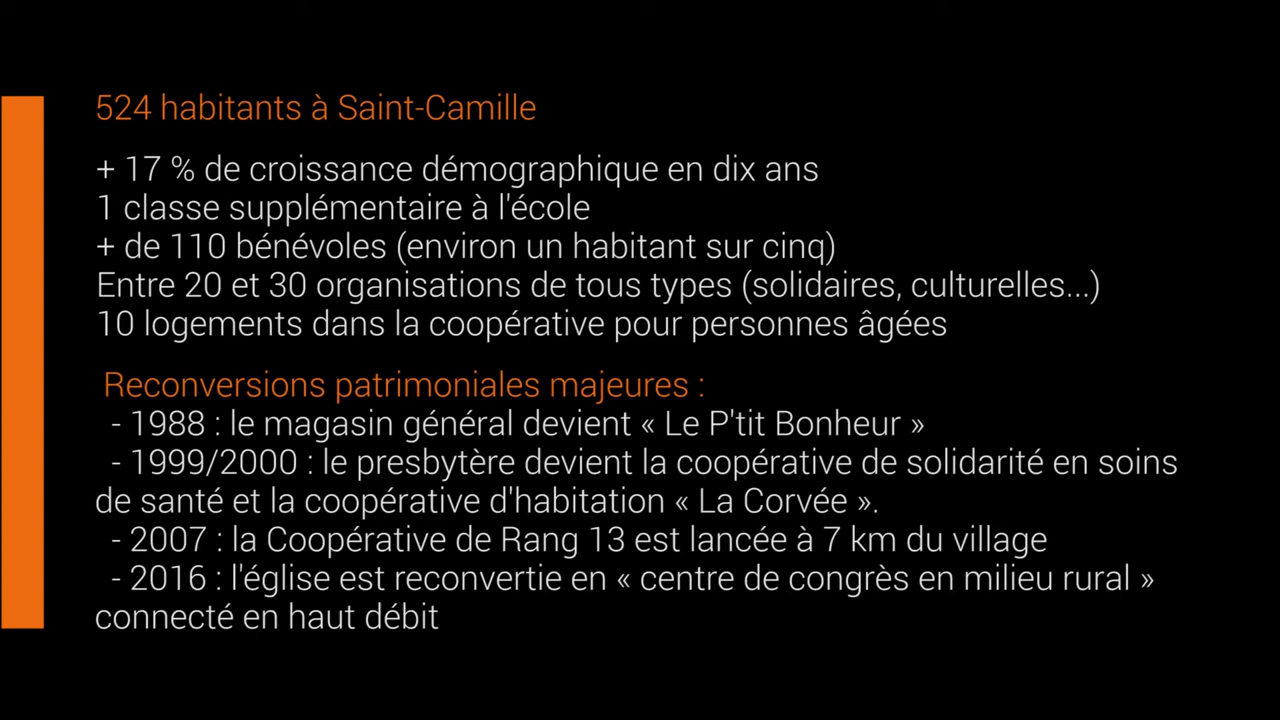 524 habitants à Saint-Camille
+ 17 % de croissance démographique en dix ans
1 classe supplémentaire à l'école
+ de 110 bénévoles (environ un habitant sur cinq)
Entre 20 et 30 organisations de tous types (solidaires, culturelles...)
10 logements dans la coopérative pour personnes âgées
Reconversions patrimoniales majeures :
- 1988 : le magasin général devient « Le P'tit Bonheur »
- 1999/2000 : le presbytère devient la coopérative de solidarité en soins
de santé et la coopérative d'habitation « La Corvée ».
- 2007 : la Coopérative de Rang 13 est lancée à 7 km du village
- 2016 : l'église est reconvertie en « centre de congrès en milieu rural »
connecté en haut débit